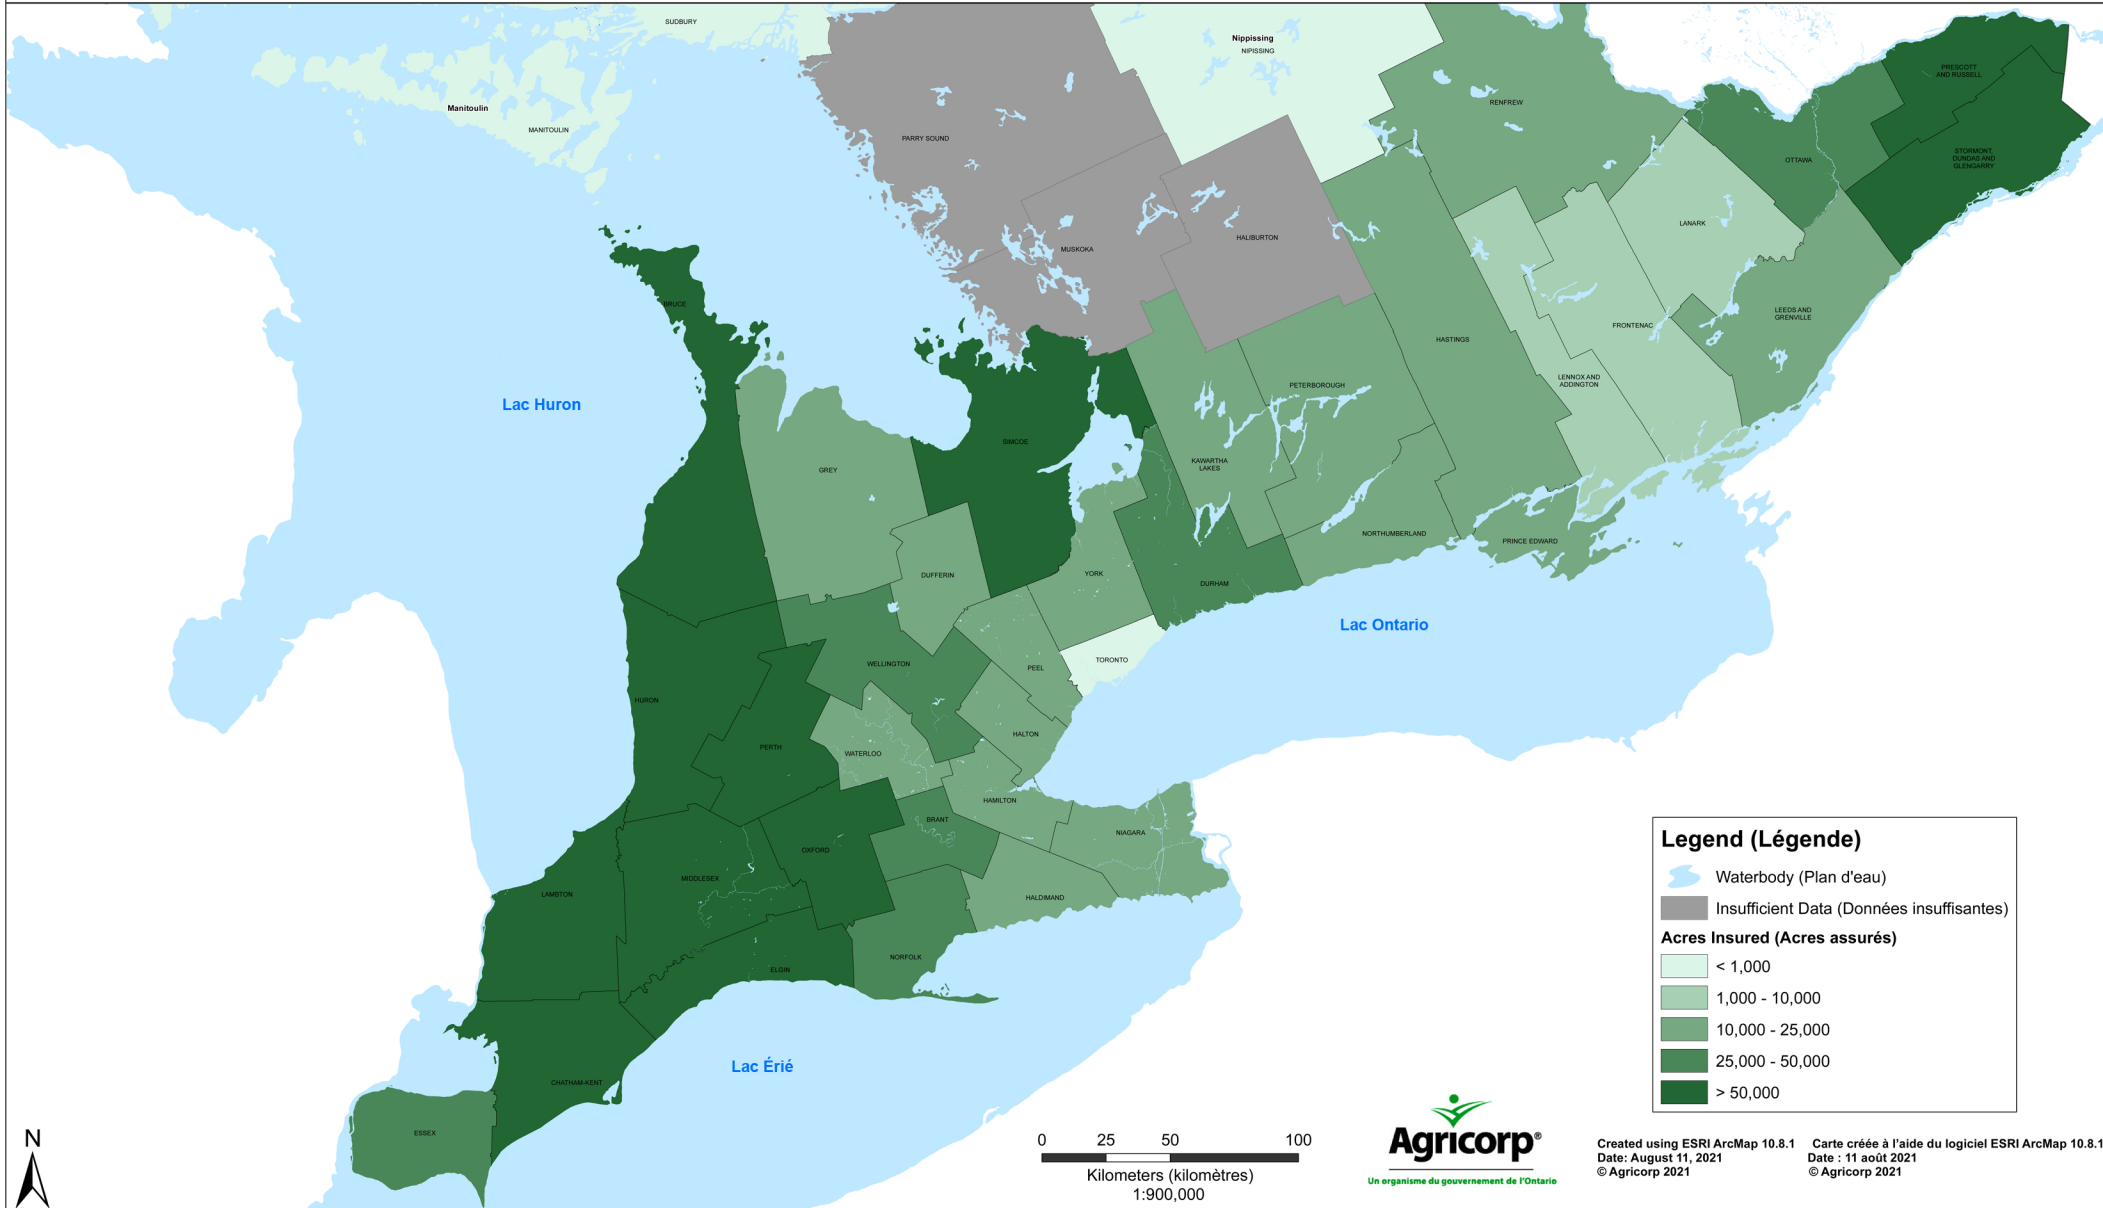 SUDBURY
Nippissing
NIPISSING
Manitoulin
MANITOULIN
PARRY SOUND
RENFREW
PRESCOTT
AND RUSSELL
OTTAWA
STORMONT,
DUNDAS AND
GLENGARRY
MUSKOKA
HALIBURTON
LANARK
BRUCE
FRONTENAC
LEEDS AND
GRENVILLE
HASTINGS
LENNOX AND
ADDINGTON
PETERBOROUGH
Lac Huron
SIMCOE
GREY
KAWARTHA
LAKES
NORTHUMBERLAND
PRINCE EDWARD
DUFFERIN
YORK
DURHAM
Lac Ontario
WELLINGTON
PEEL
TORONTO
HURON
PERTH
WATERLOO
HALTON
HAMILTON
BRANT
NIAGARA
OXFORD
MIDDLESEX
LAMBTON
HALDIMAND
NORFOLK
ELGIN
Lac Érié
CHATHAM-KENT
ESSEX
N
Legend (Légende)
Waterbody (Plan d'eau)
Insufficient Data (Données insuffisantes)
Acres Insured (Acres assurés)
< 1,000
1,000 - 10,000
10,000 - 25,000
25,000 - 50,000
> 50,000
0 25 50 100
Kilometers (kilomètres)
1:900,000
Agricorp®
Un organisme du gouvernement de l'Ontario
Created using ESRI ArcMap 10.8.1 Carte créée à l'aide du logiciel ESRI ArcMap 10.8.1
Date: August 11, 2021 Date : 11 août 2021
© Agricorp 2021 © Agricorp 2021